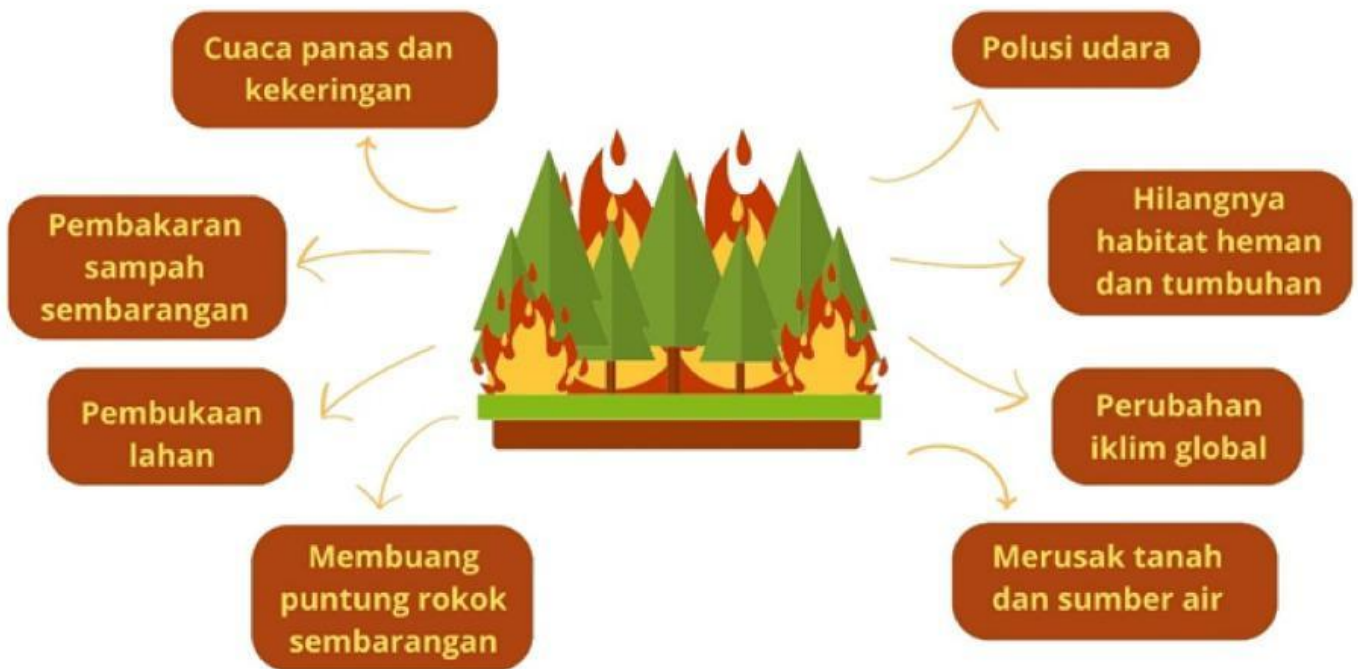 Cuaca panas dan
kekeringan
Pembakaran
sampah
sembarangan
Pembukaan
lahan
Membuang
puntung rokok
sembarangan
Polusi udara
Hilangnya
habitat heman
dan tumbuhan
Perubahan
iklim global
Merusak tanah
dan sumber air